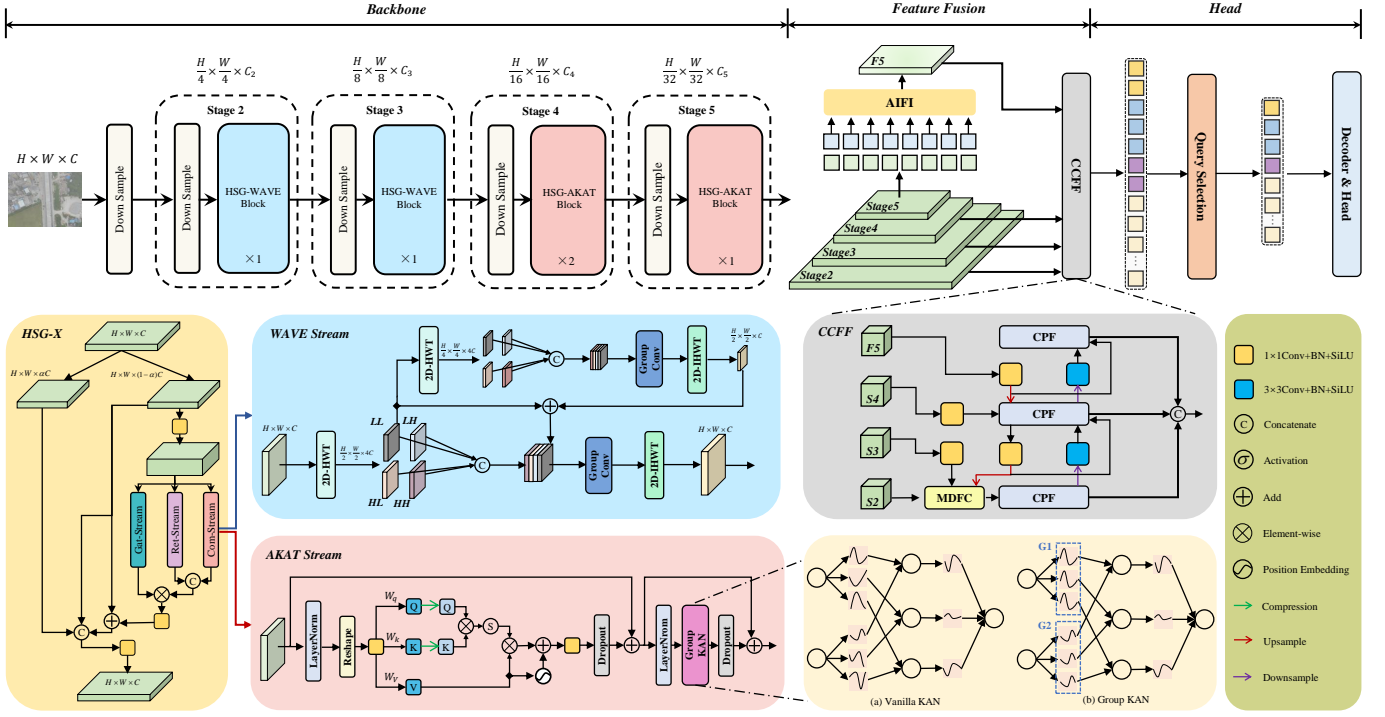 Backbone
Feature Fusion
Head
H/4 × W/4 × C₂
H/8 × W/8 × C₃
H/16 × W/16 × C₄
H/32 × W/32 × C₅
H × W × C
Down Sample
Stage 2
Down Sample
HSG-WAVE
Block
×1
Stage 3
Down Sample
HSG-WAVE
Block
×1
Stage 4
Down Sample
HSG-AKAT
Block
×2
Stage 5
Down Sample
HSG-AKAT
Block
×1
F5
AIFI
Stage5
Stage4
Stage3
Stage2
CCFF
Query Selection
Decoder & Head
HSG-X
H×W×C
H×W×αC
H×W×(1-α)C
Gat-Stream
Ret-Stream
Com-Stream
C
C
H×W×C
WAVE Stream
2D-HWT
H/4 × W/4 × 4C
C
Group
Conv
2D-HWT
H/2 × W/2 × C
H×W×C
2D-HWT
H/2 × W/2 × 4C
LL
LH
HL
HH
C
Group
Conv
2D-IHWT
H×W×C
AKAT Stream
LayerNorm
Reshape
Wq
Q
Q
Wk
K
K
WV
V
S
Dropout
LayerNrom
Group
KAN
Dropout
CCFF
F5
S4
S3
S2
MDFC
CPF
CPF
CPF
C
G1
G2
(a) Vanilla KAN
(b) Group KAN
1×1Conv+BN+SiLU
3×3Conv+BN+SiLU
C
Concatenate
σ
Activation
Add
Element-wise
Position Embedding
Compression
Upsample
Downsample